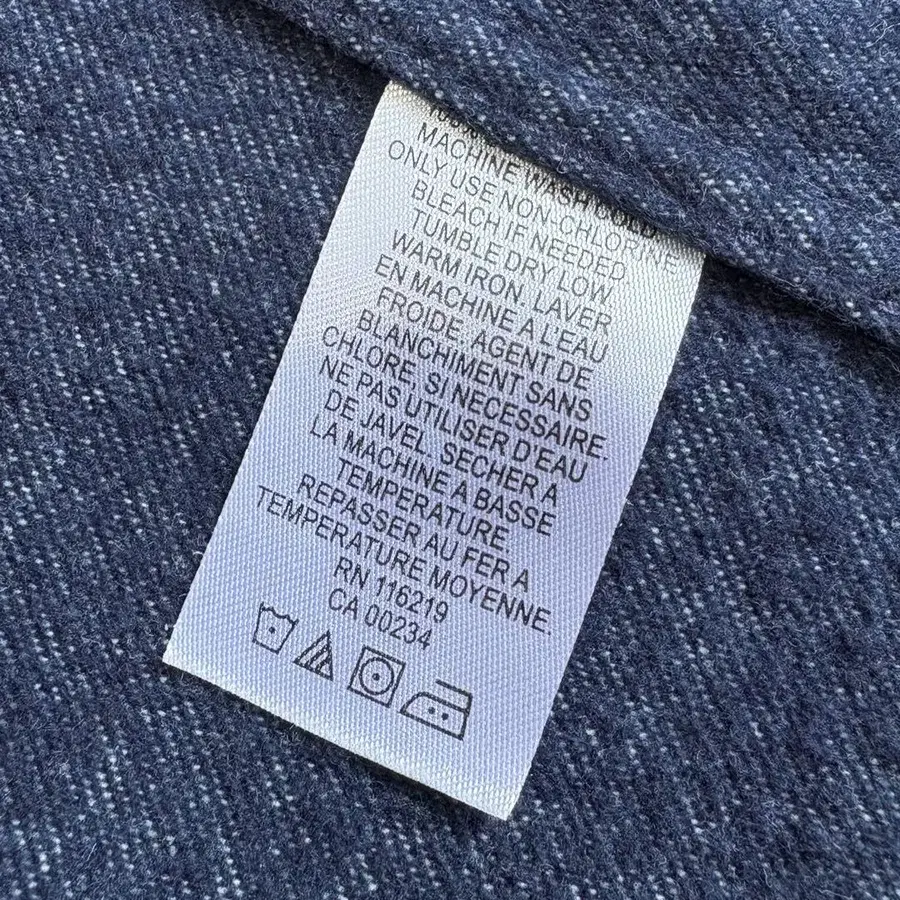 MACHINE WASH COLD
ONLY USE NON-CHLORINE
BLEACH IF NEEDED
TUMBLE DRY LOW.
WARM IRON. LAVER
EN MACHINE A L'EAU
FROIDE. AGENT DE
BLANCHIMENT SANS
CHLORE, SI NECESSAIRE.
NE PAS UTILISER D'EAU
DE JAVEL. SECHER A
LA MACHINE A BASSE
TEMPERATURE.
REPASSER AU FER A
TEMPERATURE MOYENNE.
RN 116219
CA 00234